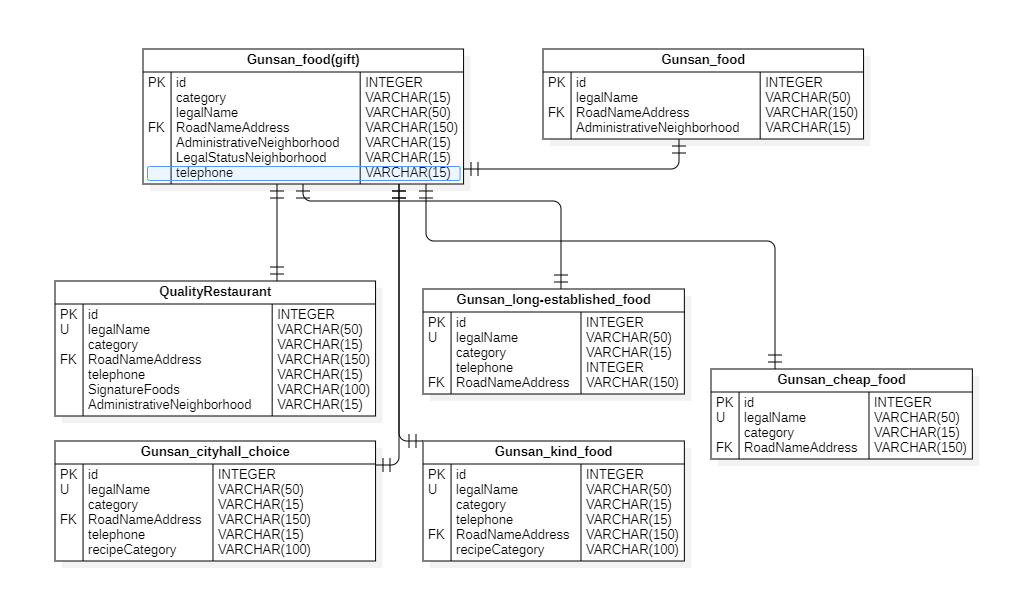 Gunsan_food(gift)
PK id INTEGER
category VARCHAR(15)
legalName VARCHAR(50)
FK RoadNameAddress VARCHAR(150)
AdministrativeNeighborhood VARCHAR(15)
LegalStatusNeighborhood VARCHAR(15)
telephone VARCHAR(15)
Gunsan_food
PK id INTEGER
legalName VARCHAR(50)
FK RoadNameAddress VARCHAR(150)
AdministrativeNeighborhood VARCHAR(15)
QualityRestaurant
PK id INTEGER
U legalName VARCHAR(50)
category VARCHAR(15)
FK RoadNameAddress VARCHAR(150)
telephone VARCHAR(15)
SignatureFoods VARCHAR(100)
AdministrativeNeighborhood VARCHAR(15)
Gunsan_long-established_food
PK id INTEGER
U legalName VARCHAR(50)
category VARCHAR(15)
telephone INTEGER
FK RoadNameAddress VARCHAR(150)
Gunsan_cheap_food
PK id INTEGER
U legalName VARCHAR(50)
category VARCHAR(15)
FK RoadNameAddress VARCHAR(150)
Gunsan_cityhall_choice
PK id INTEGER
U legalName VARCHAR(50)
category VARCHAR(15)
FK RoadNameAddress VARCHAR(150)
telephone VARCHAR(15)
recipeCategory VARCHAR(100)
Gunsan_kind_food
PK id INTEGER
U legalName VARCHAR(50)
category VARCHAR(15)
telephone VARCHAR(15)
FK RoadNameAddress VARCHAR(150)
recipeCategory VARCHAR(100)